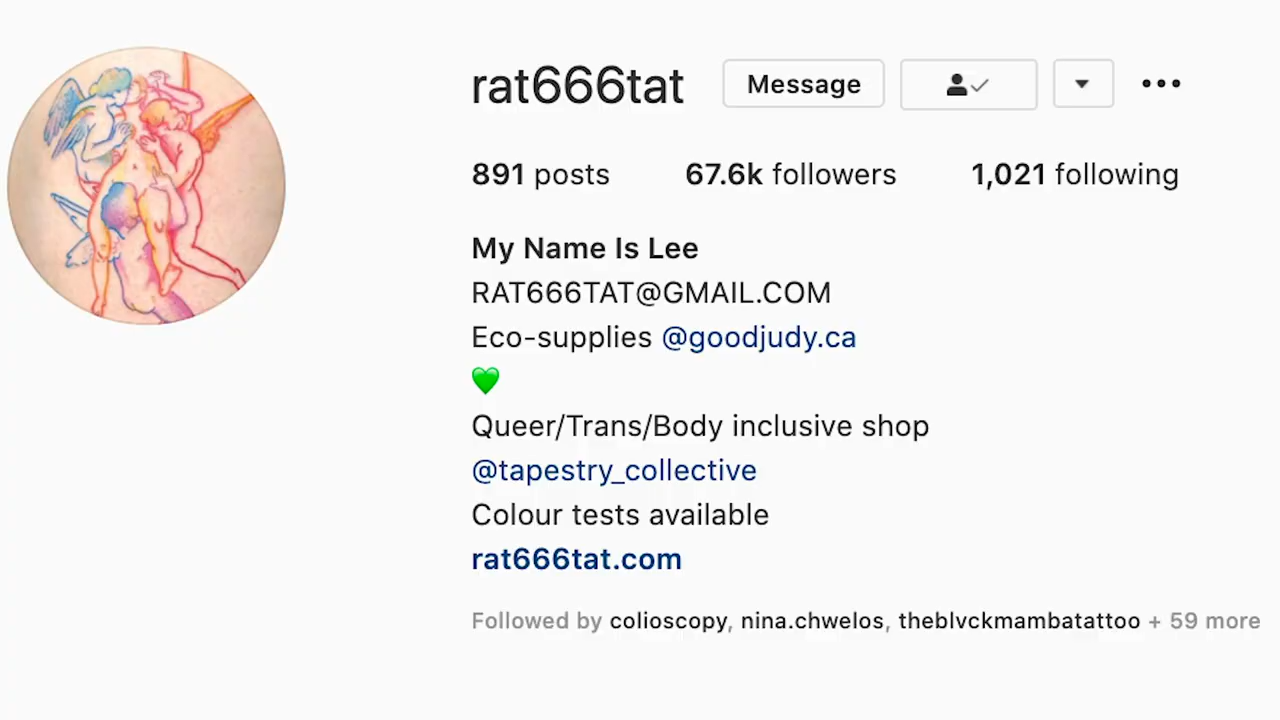 rat666tat Message
891 posts 67.6k followers 1,021 following
My Name Is Lee
RAT666TAT@GMAIL.COM
Eco-supplies @goodjudy.ca
💚
Queer/Trans/Body inclusive shop
@tapestry_collective
Colour tests available
rat666tat.com
Followed by colioscopy, nina.chwelos, theblvckmambatattoo + 59 more